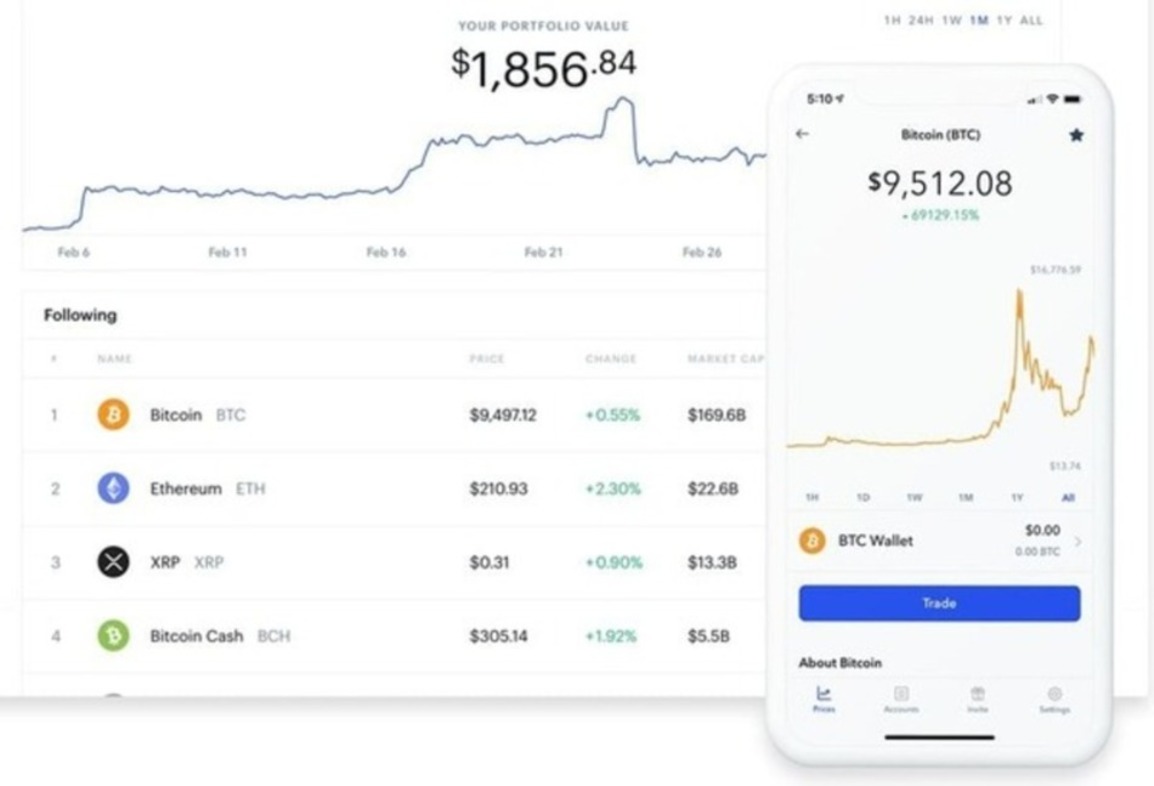 YOUR PORTFOLIO VALUE
$1,856.84
1H 24H 1W 1M 1Y ALL
Feb 6 Feb 11 Feb 16 Feb 21 Feb 26
Following
# NAME PRICE CHANGE MARKET CAP
1 Bitcoin BTC $9,497.12 +0.55% $169.6B
2 Ethereum ETH $210.93 +2.30% $22.6B
3 XRP XRP $0.31 +0.90% $13.3B
4 Bitcoin Cash BCH $305.14 +1.92% $5.5B
5:10
Bitcoin (BTC)
$9,512.08
69129.15%
$16,776.59
$13.74
1H 1D 1W 1M 1Y All
BTC Wallet $0.00
0.00 BTC
Trade
About Bitcoin
Prices Accounts Invite Settings